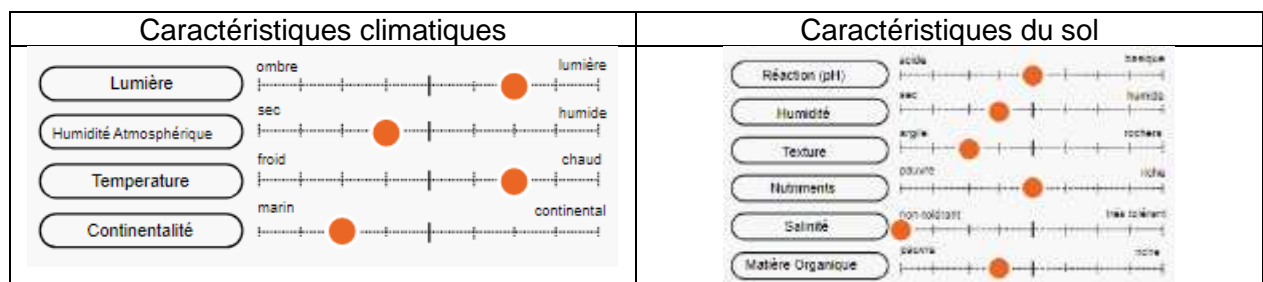 Caractéristiques climatiques
Lumière
ombre
lumière
Humidité Atmosphérique
sec
humide
Temperature
froid
chaud
Continentalité
marin
continental
Caractéristiques du sol
Réaction (pH)
acide
basique
Humidité
sec
humide
Texture
argile
rochers
Nutriments
pauvre
riche
Salinité
non-tolérant
très tolérant
Matière Organique
pauvre
riche